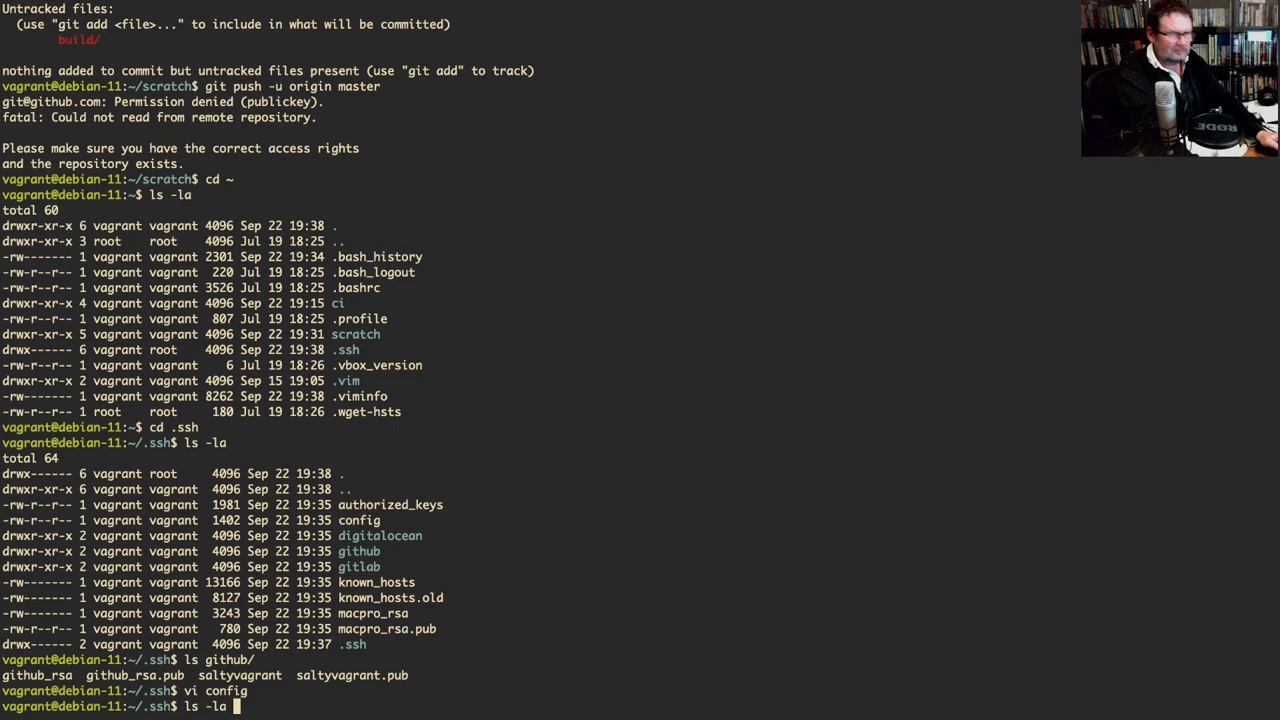 Untracked files:
  (use "git add <file>..." to include in what will be committed)
        build/

nothing added to commit but untracked files present (use "git add" to track)
vagrant@debian-11:~/scratch$ git push -u origin master
git@github.com: Permission denied (publickey).
fatal: Could not read from remote repository.

Please make sure you have the correct access rights
and the repository exists.
vagrant@debian-11:~/scratch$ cd ~
vagrant@debian-11:~$ ls -la
total 60
drwxr-xr-x 6 vagrant vagrant 4096 Sep 22 19:38 .
drwxr-xr-x 3 root    root    4096 Jul 19 18:25 ..
-rw------- 1 vagrant vagrant 2301 Sep 22 19:34 .bash_history
-rw-r--r-- 1 vagrant vagrant  220 Jul 19 18:25 .bash_logout
-rw-r--r-- 1 vagrant vagrant 3526 Jul 19 18:25 .bashrc
drwxr-xr-x 4 vagrant vagrant 4096 Sep 22 19:15 ci
-rw-r--r-- 1 vagrant vagrant  807 Jul 19 18:25 .profile
drwxr-xr-x 5 vagrant vagrant 4096 Sep 22 19:31 scratch
drwx------ 6 vagrant root    4096 Sep 22 19:38 .ssh
-rw-r--r-- 1 vagrant vagrant    6 Jul 19 18:26 .vbox_version
drwxr-xr-x 2 vagrant vagrant 4096 Sep 15 19:05 .vim
-rw------- 1 vagrant vagrant 8262 Sep 22 19:38 .viminfo
-rw-r--r-- 1 root    root     180 Jul 19 18:26 .wget-hsts
vagrant@debian-11:~$ cd .ssh
vagrant@debian-11:~/.ssh$ ls -la
total 64
drwx------ 6 vagrant root     4096 Sep 22 19:38 .
drwxr-xr-x 6 vagrant vagrant  4096 Sep 22 19:38 ..
-rw-r--r-- 1 vagrant vagrant  1981 Sep 22 19:35 authorized_keys
-rw-r--r-- 1 vagrant vagrant  1402 Sep 22 19:35 config
drwxr-xr-x 2 vagrant vagrant  4096 Sep 22 19:35 digitalocean
drwxr-xr-x 2 vagrant vagrant  4096 Sep 22 19:35 github
drwxr-xr-x 2 vagrant vagrant  4096 Sep 22 19:35 gitlab
-rw------- 1 vagrant vagrant 13166 Sep 22 19:35 known_hosts
-rw------- 1 vagrant vagrant  8127 Sep 22 19:35 known_hosts.old
-rw------- 1 vagrant vagrant  3243 Sep 22 19:35 macpro_rsa
-rw-r--r-- 1 vagrant vagrant   780 Sep 22 19:35 macpro_rsa.pub
drwx------ 2 vagrant vagrant  4096 Sep 22 19:37 .ssh
vagrant@debian-11:~/.ssh$ ls github/
github_rsa  github_rsa.pub  saltyvagrant  saltyvagrant.pub
vagrant@debian-11:~/.ssh$ vi config
vagrant@debian-11:~/.ssh$ ls -la
RODE